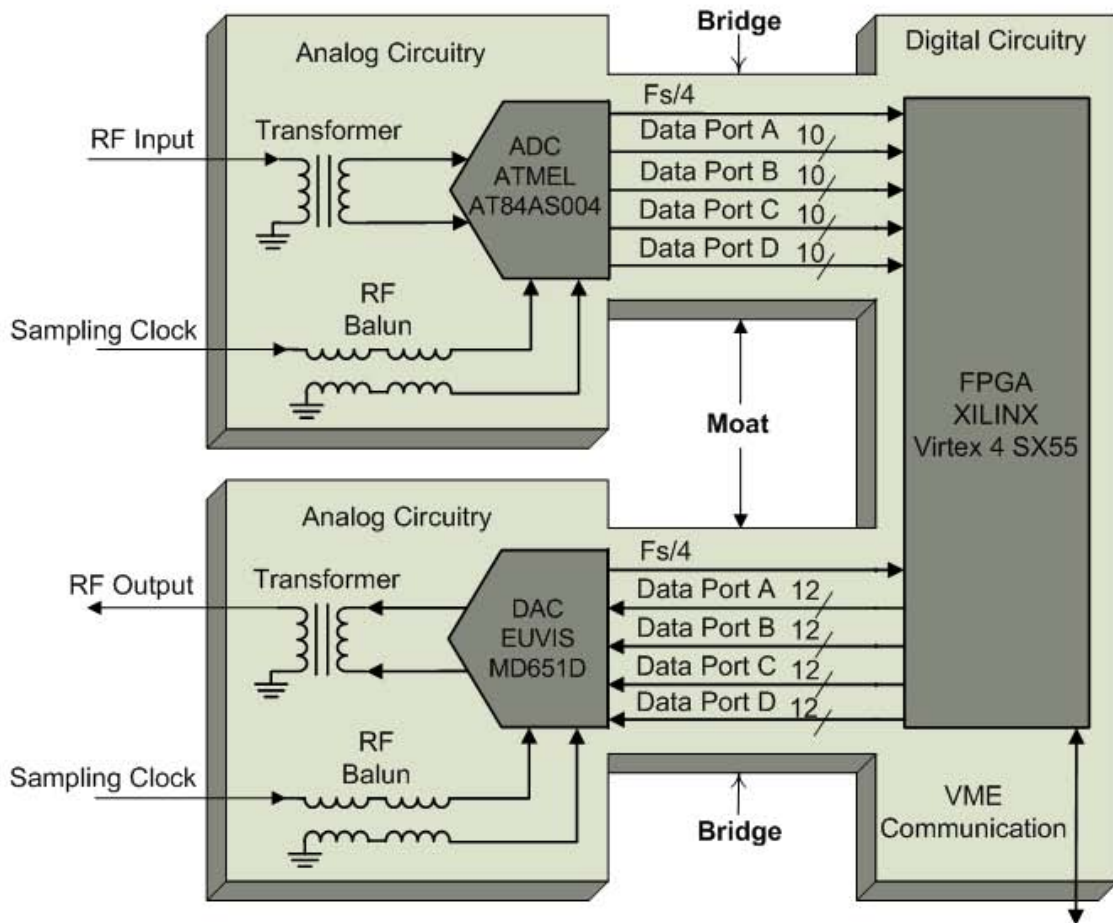 Bridge
Analog Circuitry
Digital Circuitry
Fs/4
RF Input
Transformer
ADC
ATMEL
AT84AS004
Data Port A 10
Data Port B 10
Data Port C 10
Data Port D 10
RF
Balun
Sampling Clock
FPGA
XILINX
Virtex 4 SX55
Moat
Analog Circuitry
Fs/4
RF Output
Transformer
DAC
EUVIS
MD651D
Data Port A 12
Data Port B 12
Data Port C 12
Data Port D 12
RF
Balun
Sampling Clock
Bridge
VME
Communication